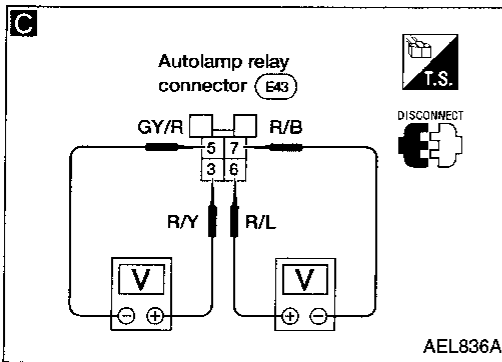 C
Autolamp relay
connector E43
T.S.
DISCONNECT
GY/R R/B
5 7
3 6
R/Y R/L
V V
− + + −
AEL836A